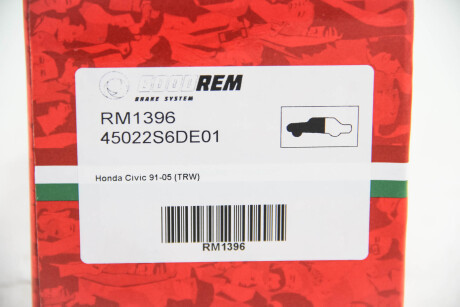 GOODREM
BRAKE SYSTEM
RM1396
45022S6DE01
Honda Civic 91-05 (TRW)
RM1396